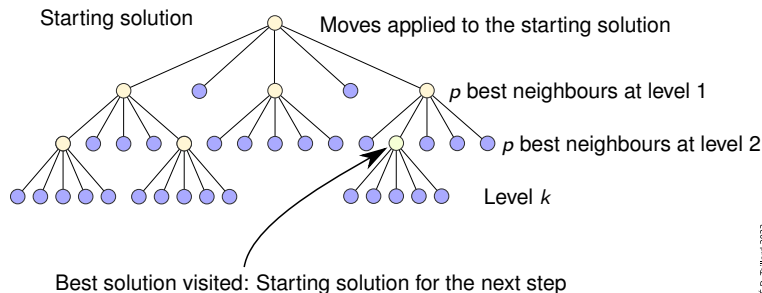 Starting solution
Moves applied to the starting solution
p best neighbours at level 1
p best neighbours at level 2
Level k
Best solution visited: Starting solution for the next step